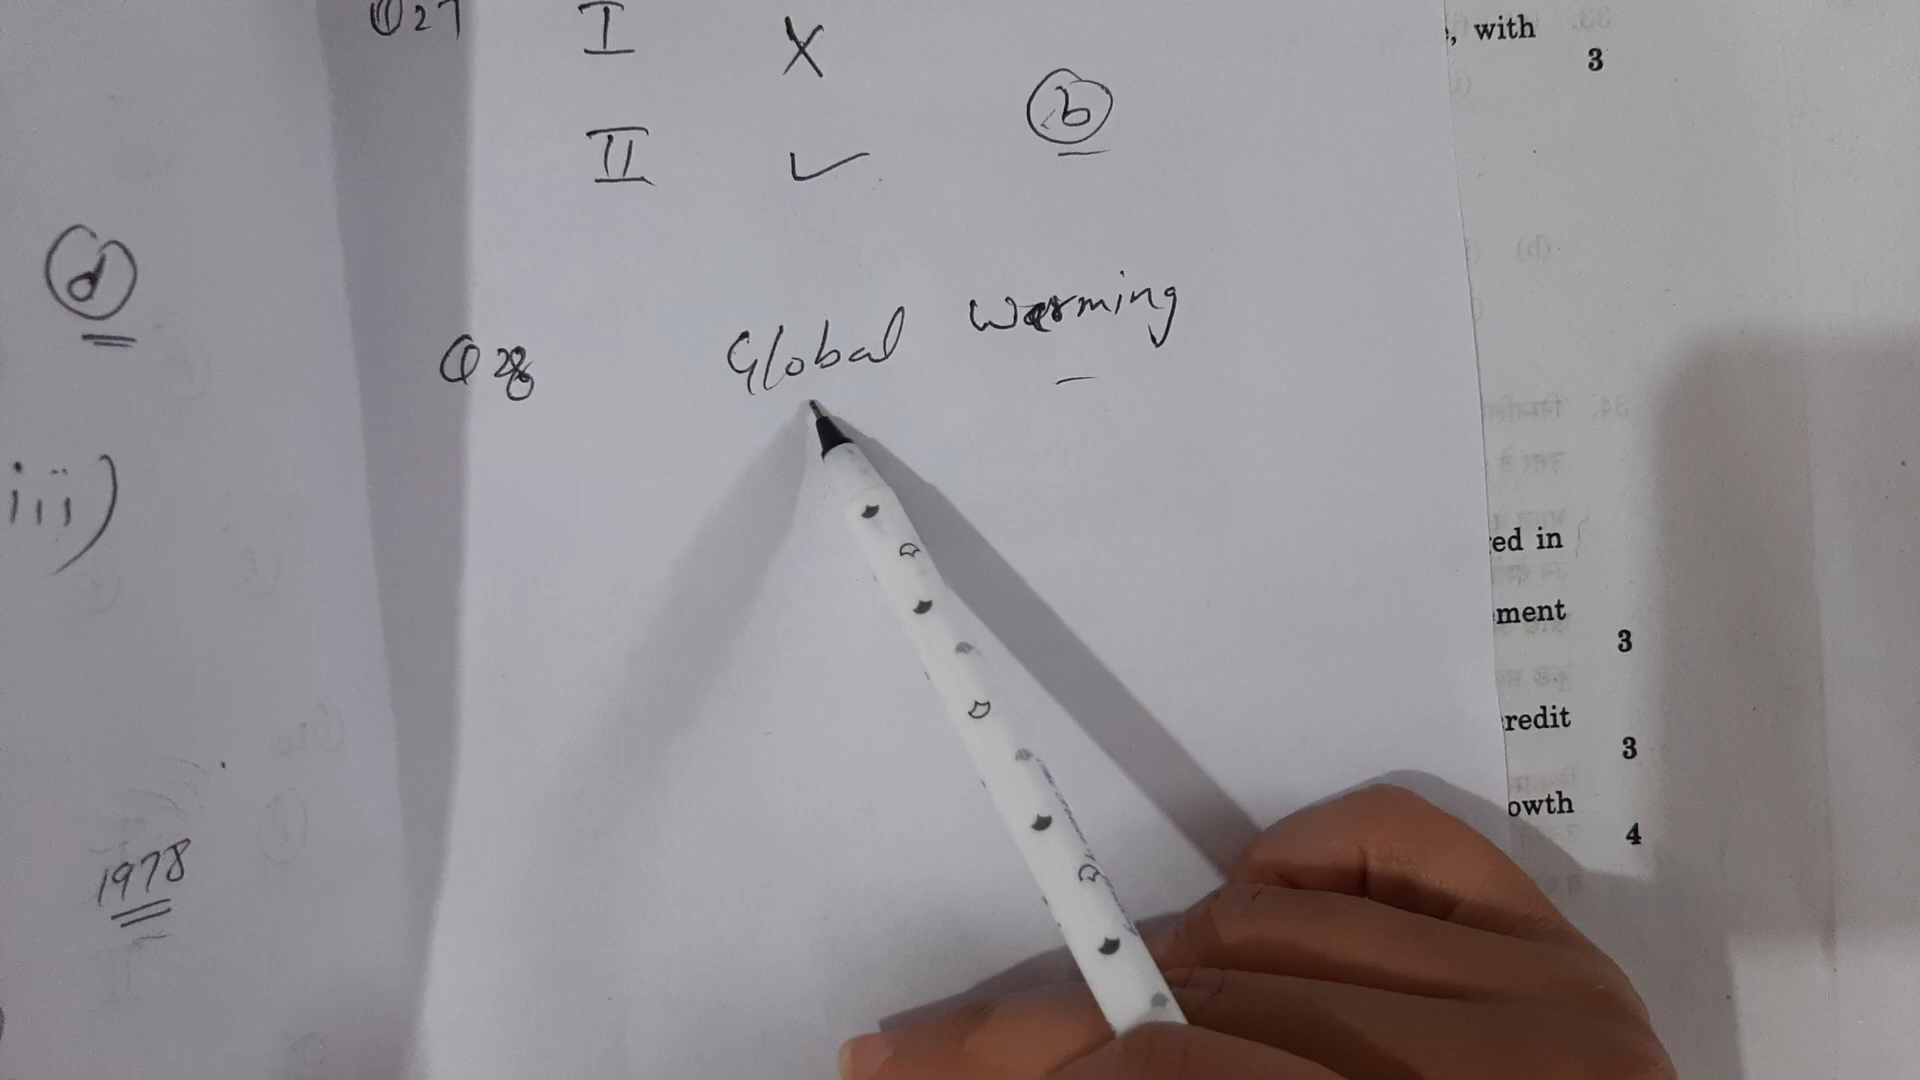 Q27 I X
b
II ✓
d
Q28 Global Warming
iii)
1978
, with
3
ed in
ment
3
redit
3
owth
4